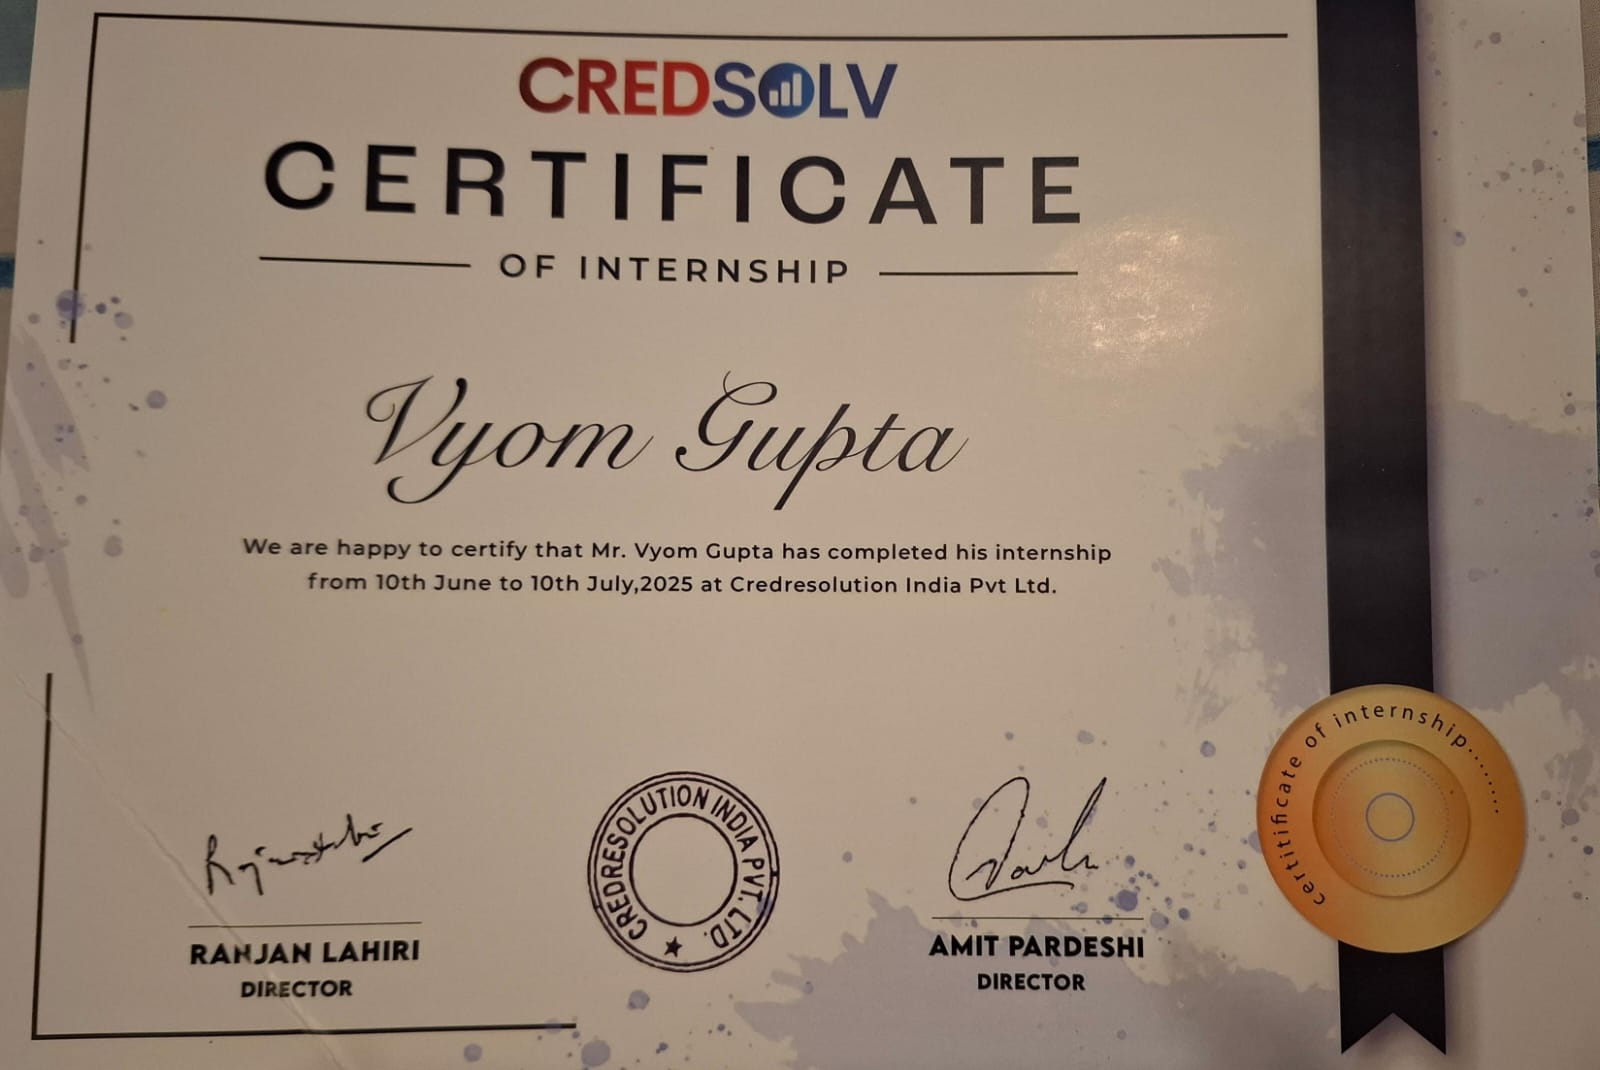 CREDSOLV
CERTIFICATE
OF INTERNSHIP
Vyom Gupta
We are happy to certify that Mr. Vyom Gupta has completed his internship
from 10th June to 10th July,2025 at Credresolution India Pvt Ltd.
RANJAN LAHIRI
DIRECTOR
CREDRESOLUTION INDIA PVT. LTD.
AMIT PARDESHI
DIRECTOR
certificate of internship